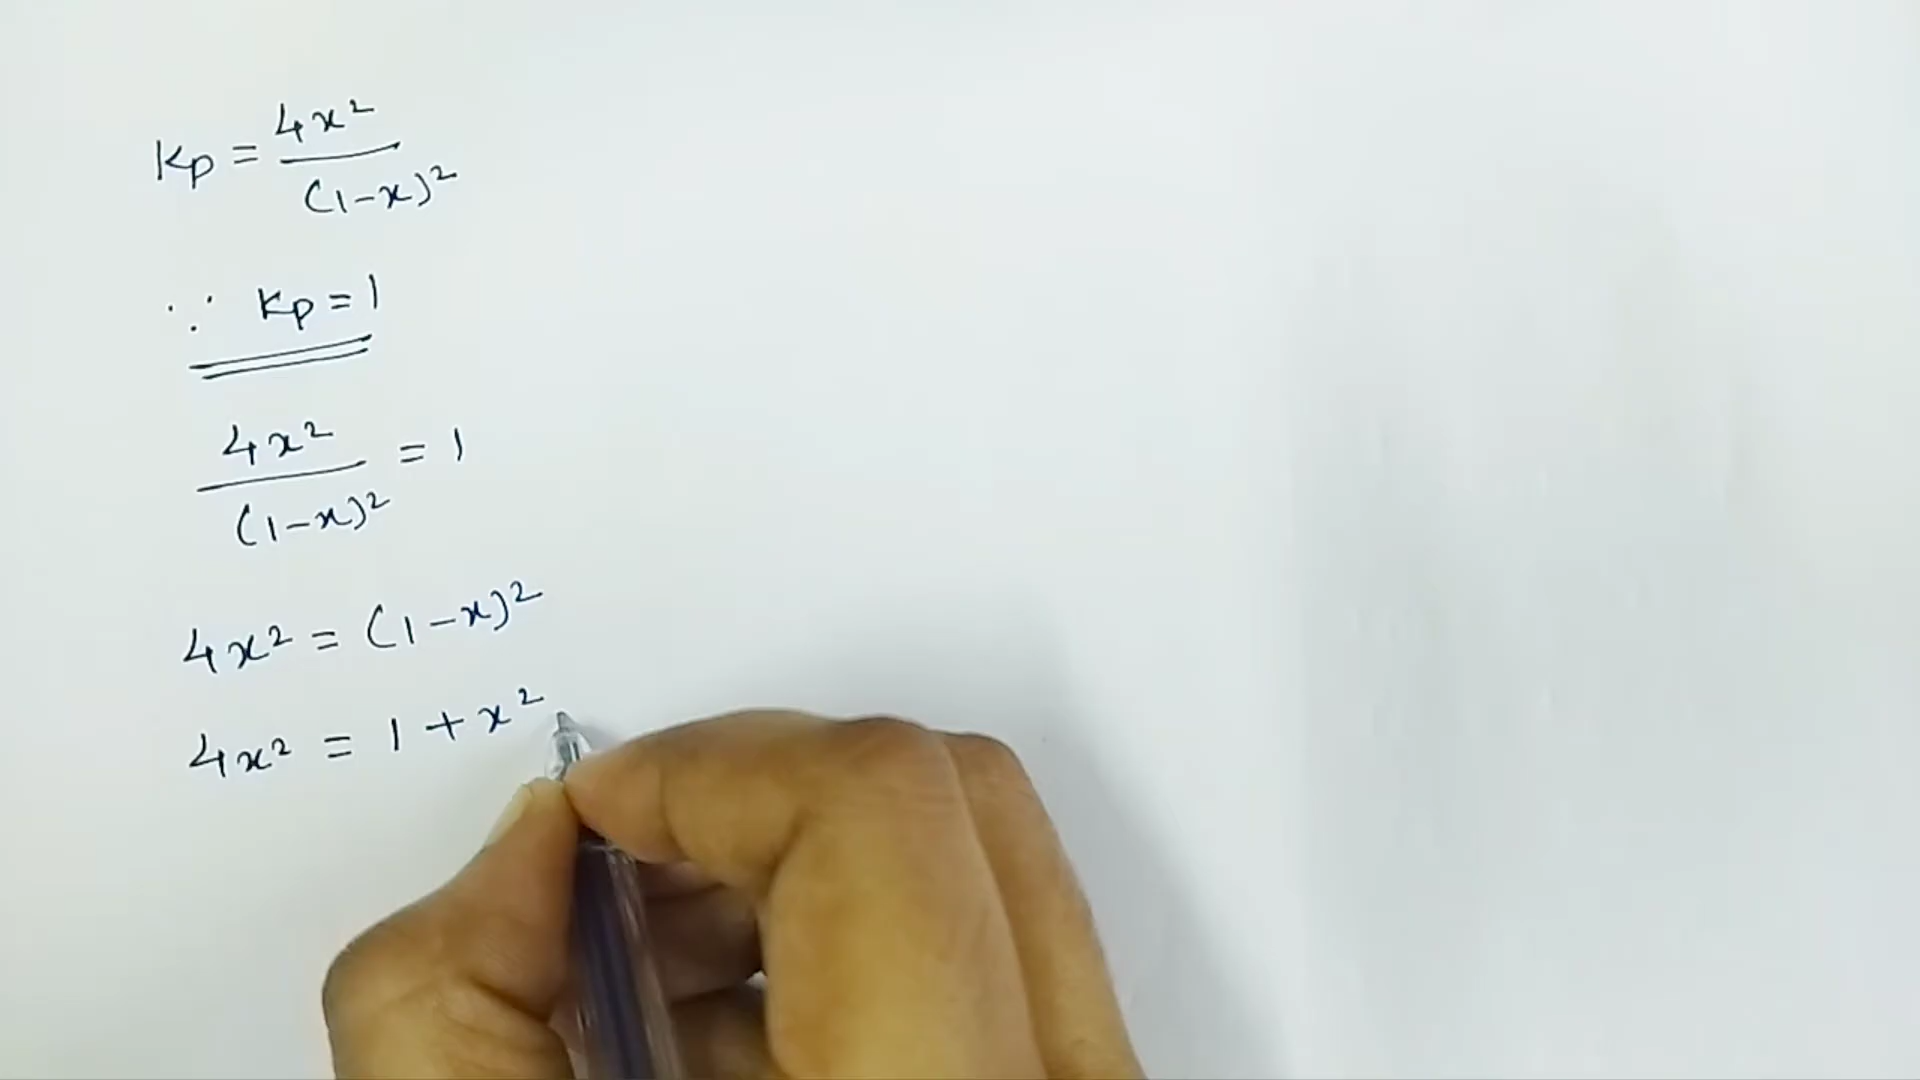 Kp = 4x² / (1-x)²
∵ Kp = 1
4x² / (1-x)² = 1
4x² = (1-x)²
4x² = 1 + x²